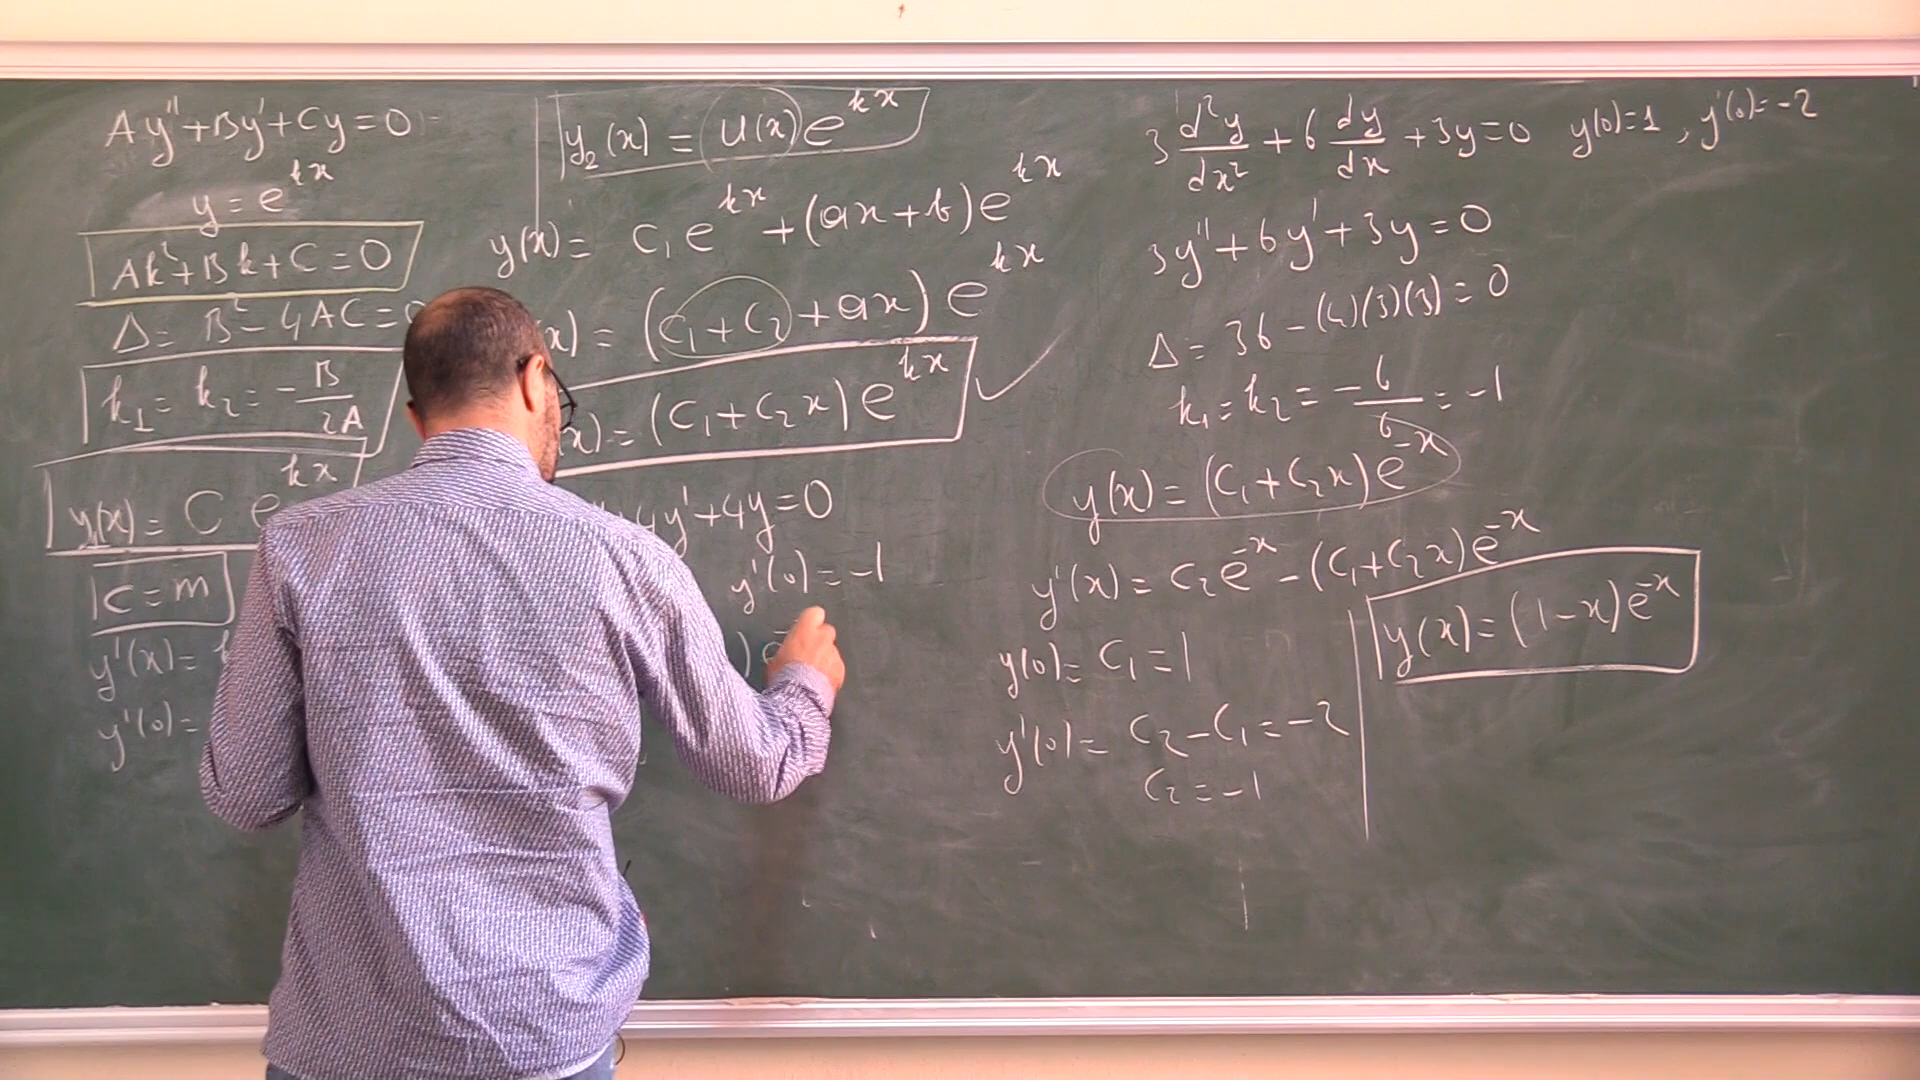 Ay''+By'+Cy=0
y=e^{kx}
Ak²+Bk+C=0
Δ=B²-4AC=0
k₁=k₂=-B/2A
y₁(x)=C e^{kx}
C=m
y'(x)=
y'(0)=
y₂(x)=u(x)e^{kx}
y(x)=C₁e^{kx}+(ax+b)e^{kx}
x)=(C₁+C₂+ax)e^{kx}
x)=(C₁+C₂x)e^{kx}
4y'+4y=0
y'(0)=-1
)e
3 d²y/dx² + 6 dy/dx +3y=0 y(0)=1 , y'(0)=-2
3y''+6y'+3y=0
Δ=36-(4)(3)(3)=0
k₁=k₂=-6/6=-1
y(x)=(C₁+C₂x)e^{-x}
y'(x)=C₂e^{-x}-(C₁+C₂x)e^{-x}
y(0)=C₁=1
y'(0)=C₂-C₁=-2
C₂=-1
y(x)=(1-x)e^{-x}